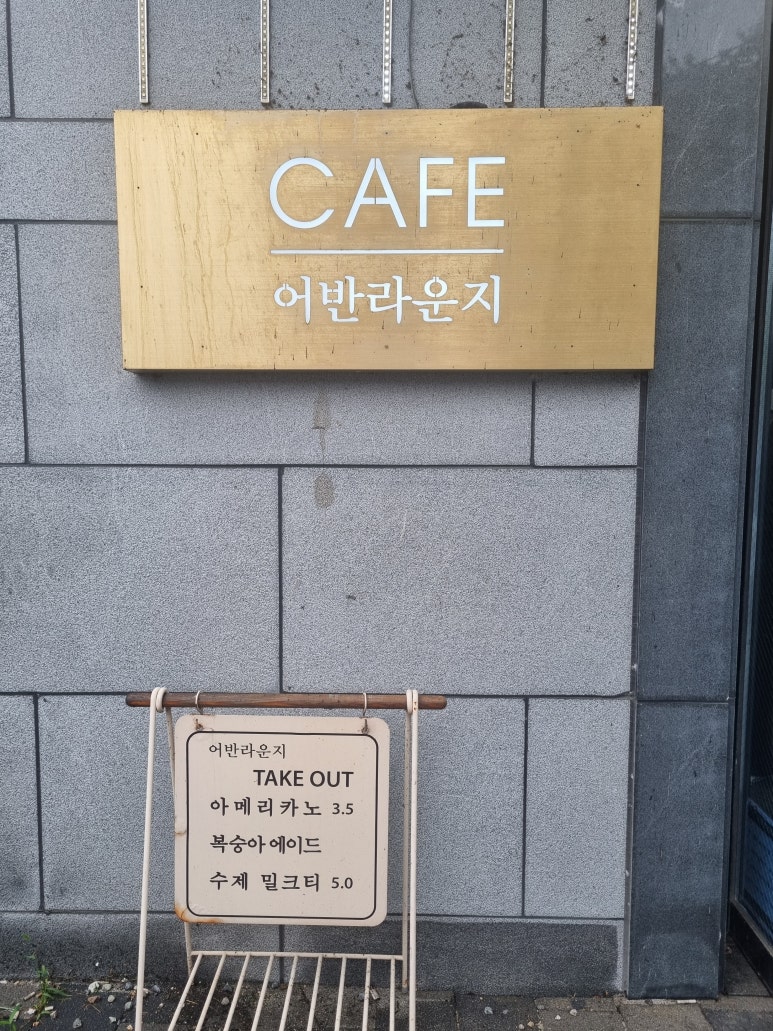 CAFE
어반라운지
어반라운지
TAKE OUT
아메리카노 3.5
복숭아에이드
수제 밀크티 5.0